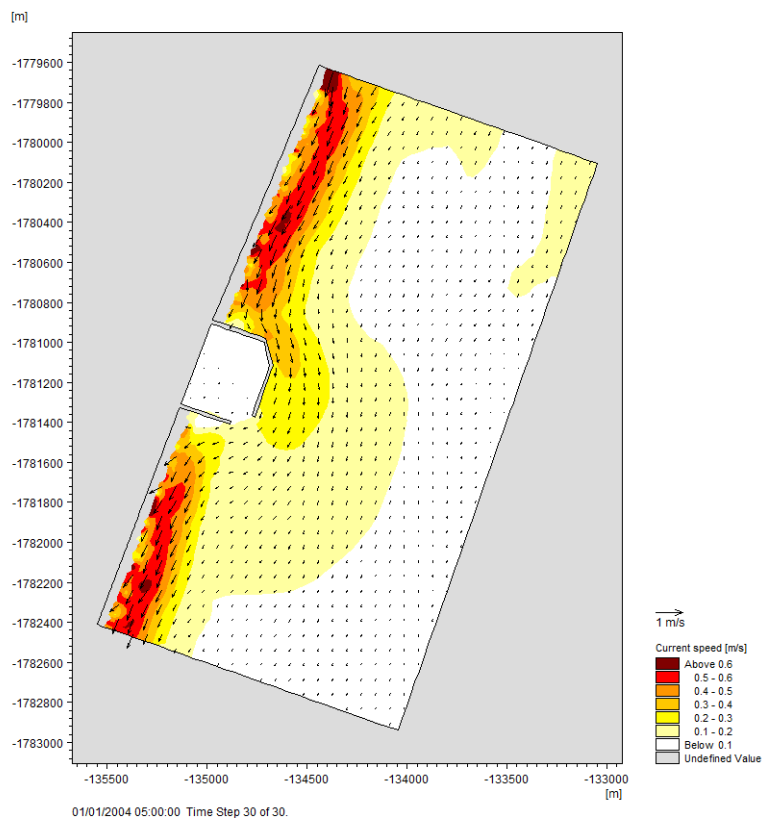 [m]
-1779600
-1779800
-1780000
-1780200
-1780400
-1780600
-1780800
-1781000
-1781200
-1781400
-1781600
-1781800
-1782000
-1782200
-1782400
-1782600
-1782800
-1783000
-135500 -135000 -134500 -134000 -133500 -133000
[m]
01/01/2004 05:00:00 Time Step 30 of 30.
1 m/s
Current speed [m/s]
Above 0.6
0.5 - 0.6
0.4 - 0.5
0.3 - 0.4
0.2 - 0.3
0.1 - 0.2
Below 0.1
Undefined Value